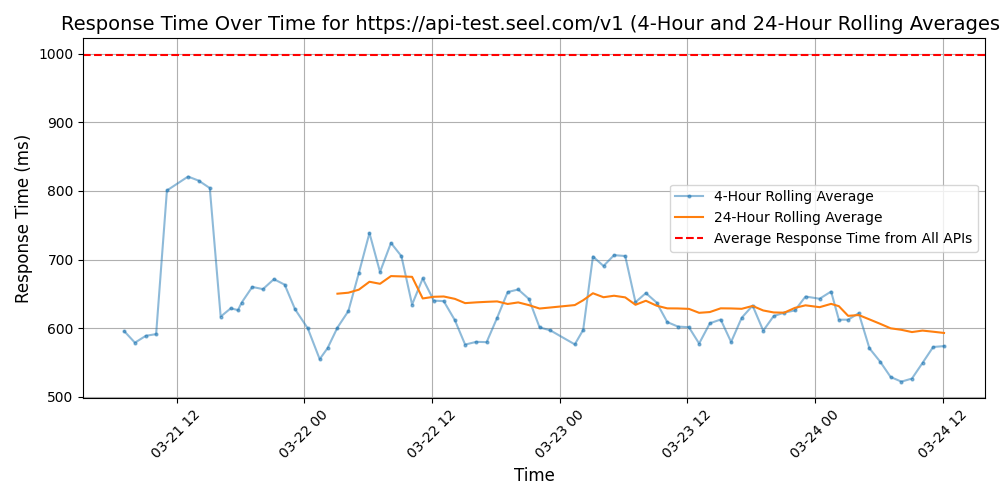 Response Time Over Time for https://api-test.seel.com/v1 (4-Hour and 24-Hour Rolling Averages
1000
900
800
700
600
500
Response Time (ms)
4-Hour Rolling Average
24-Hour Rolling Average
Average Response Time from All APIs
03-21 12
03-22 00
03-22 12
03-23 00
03-23 12
03-24 00
03-24 12
Time